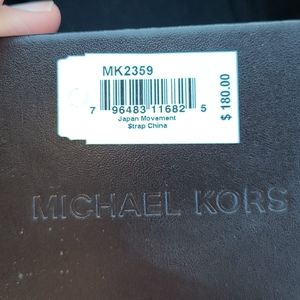 MK2359
7 96483 11682 5
Japan Movement
Strap China
$ 180.00
MICHAEL KORS